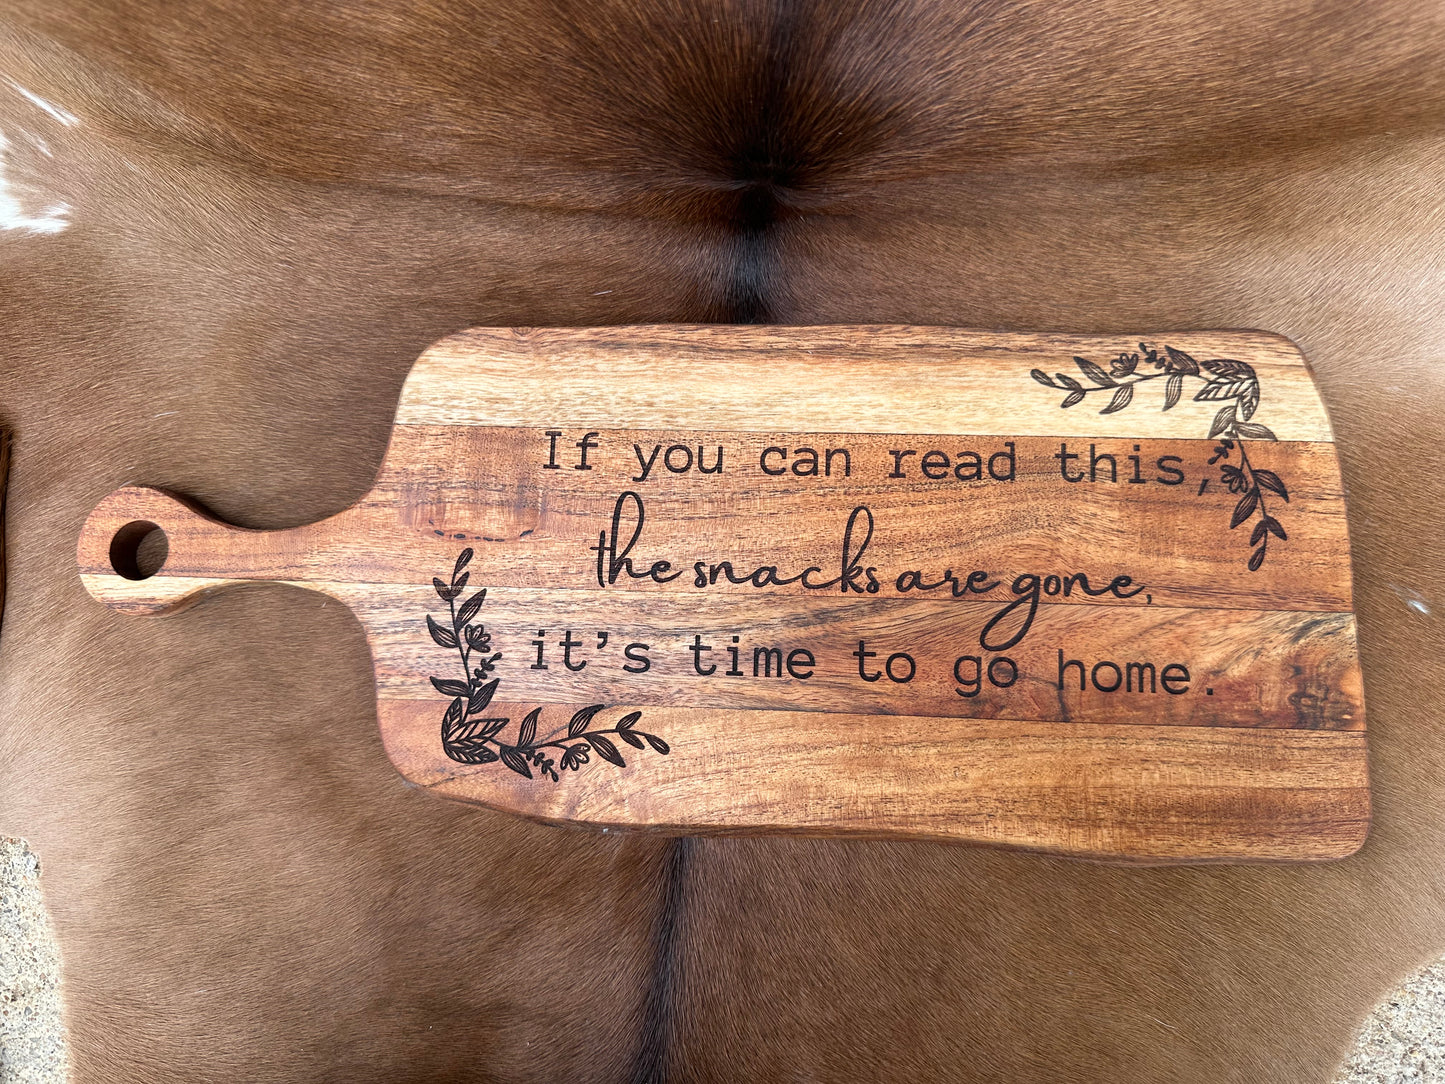 If you can read this,
the snacks are gone,
it's time to go home.